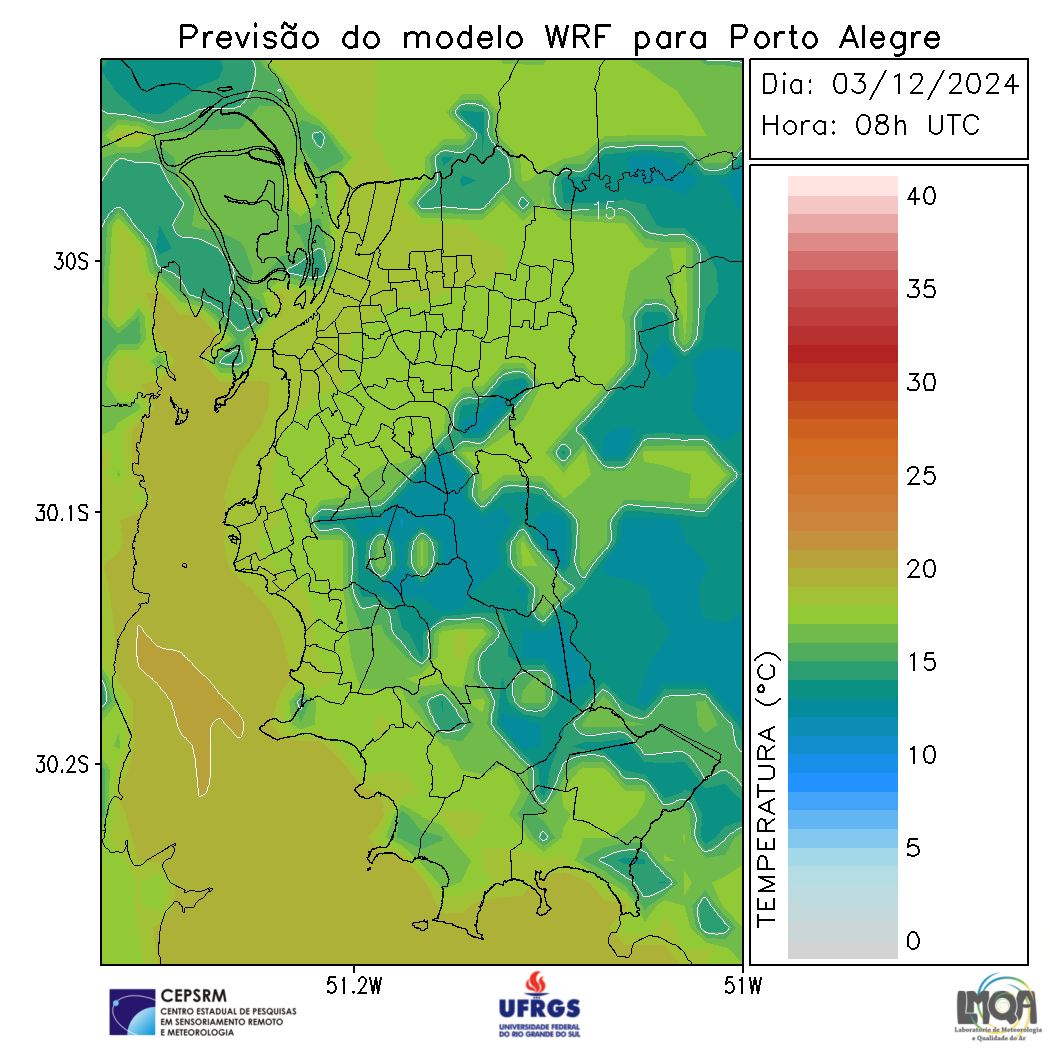 Previsão do modelo WRF para Porto Alegre
Dia: 03/12/2024
Hora: 08h UTC
15
30S
30.1S
30.2S
51.2W
51W
40
35
30
25
20
15
10
5
0
TEMPERATURA (°C)
CEPSRM
CENTRO ESTADUAL DE PESQUISAS
EM SENSORIAMENTO REMOTO
E METEOROLOGIA
UFRGS
UNIVERSIDADE FEDERAL
DO RIO GRANDE DO SUL
LMQA
Laboratório de Meteorologia
e Qualidade do Ar